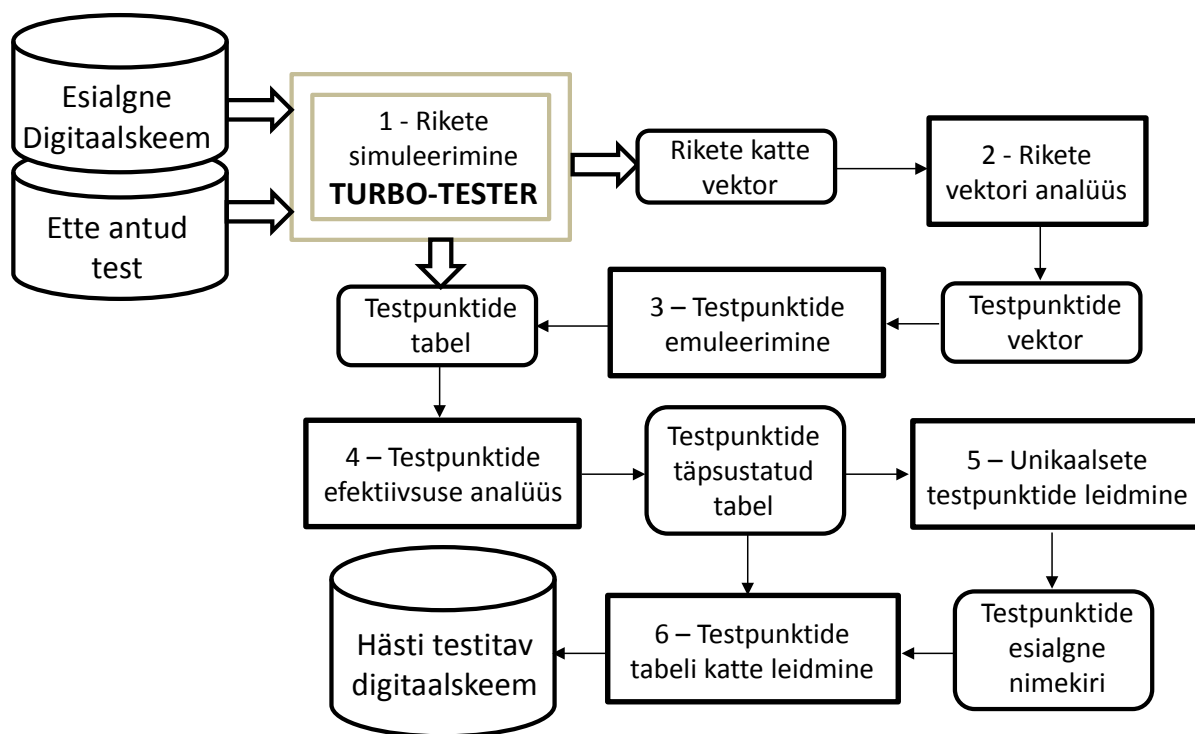 Esialgne
Digitaalskeem
Ette antud
test
1 - Rikete
simuleerimine
TURBO-TESTER
Rikete katte
vektor
2 - Rikete
vektori analüüs
Testpunktide
vektor
3 – Testpunktide
emuleerimine
Testpunktide
tabel
4 – Testpunktide
efektiivsuse analüüs
Testpunktide
täpsustatud
tabel
5 – Unikaalsete
testpunktide leidmine
Testpunktide
esialgne
nimekiri
6 – Testpunktide
tabeli katte leidmine
Hästi testitav
digitaalskeem